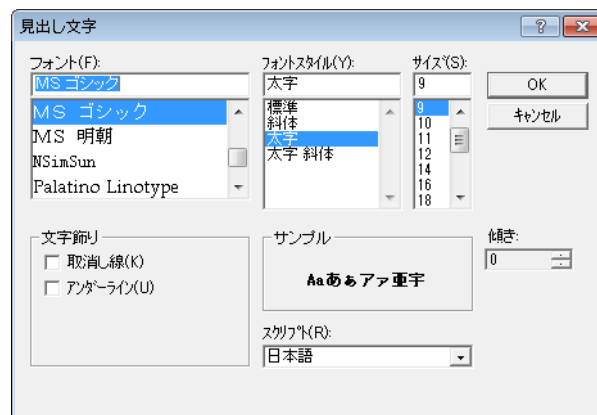 見出し文字
フォント(F):
MS ゴシック
MS ゴシック
MS 明朝
NSimSun
Palatino Linotype
フォントスタイル(Y):
太字
標準
斜体
太字
太字 斜体
サイズ(S):
9
9
10
11
12
14
16
18
OK
キャンセル
文字飾り
取消し線(K)
アンダーライン(U)
サンプル
Aaあぁアァ亜宇
傾き:
0
スクリプト(R):
日本語